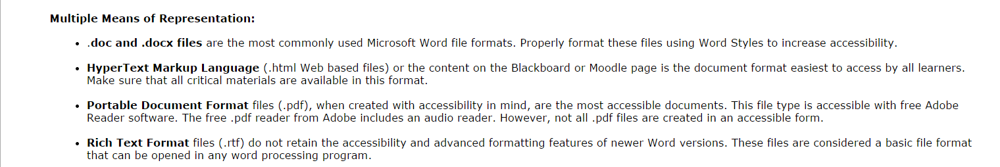 Multiple Means of Representation:
• .doc and .docx files are the most commonly used Microsoft Word file formats. Properly format these files using Word Styles to increase accessibility.
• HyperText Markup Language (.html Web based files) or the content on the Blackboard or Moodle page is the document format easiest to access by all learners.
Make sure that all critical materials are available in this format.
• Portable Document Format files (.pdf), when created with accessibility in mind, are the most accessible documents. This file type is accessible with free Adobe
Reader software. The free .pdf reader from Adobe includes an audio reader. However, not all .pdf files are created in an accessible form.
• Rich Text Format files (.rtf) do not retain the accessibility and advanced formatting features of newer Word versions. These files are considered a basic file format
that can be opened in any word processing program.